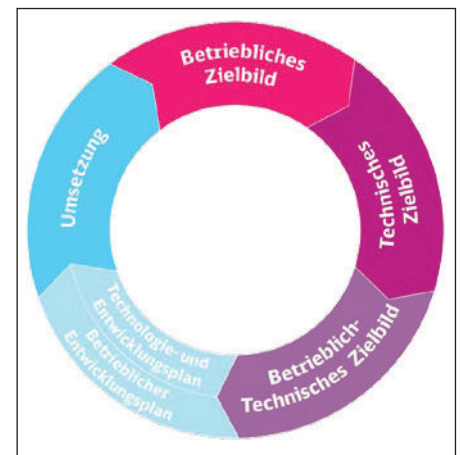 Betriebliches
Zielbild
Technisches
Zielbild
Betrieblich-
Technisches Zielbild
Technologie- und
Entwicklungsplan
Betrieblicher
Entwicklungsplan
Umsetzung